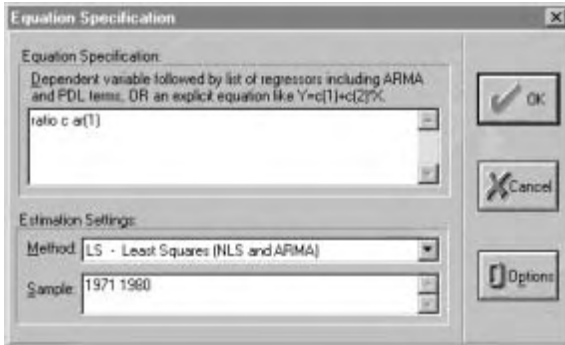 Equation Specification
Equation Specification:
Dependent variable followed by list of regressors including ARMA
and PDL terms, OR an explicit equation like Y=c(1)+c(2)*X.
ratio c ar(1)
OK
Cancel
Estimation Settings:
Method: LS - Least Squares (NLS and ARMA)
Sample: 1971 1980
Options